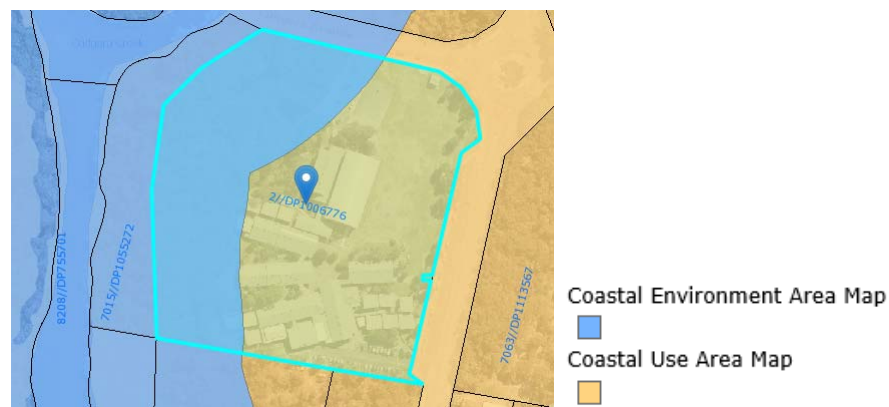 2//DP1006776
8208//DP755701
7015//DP1055272
7063//DP1113567
Coastal Environment Area Map
Coastal Use Area Map